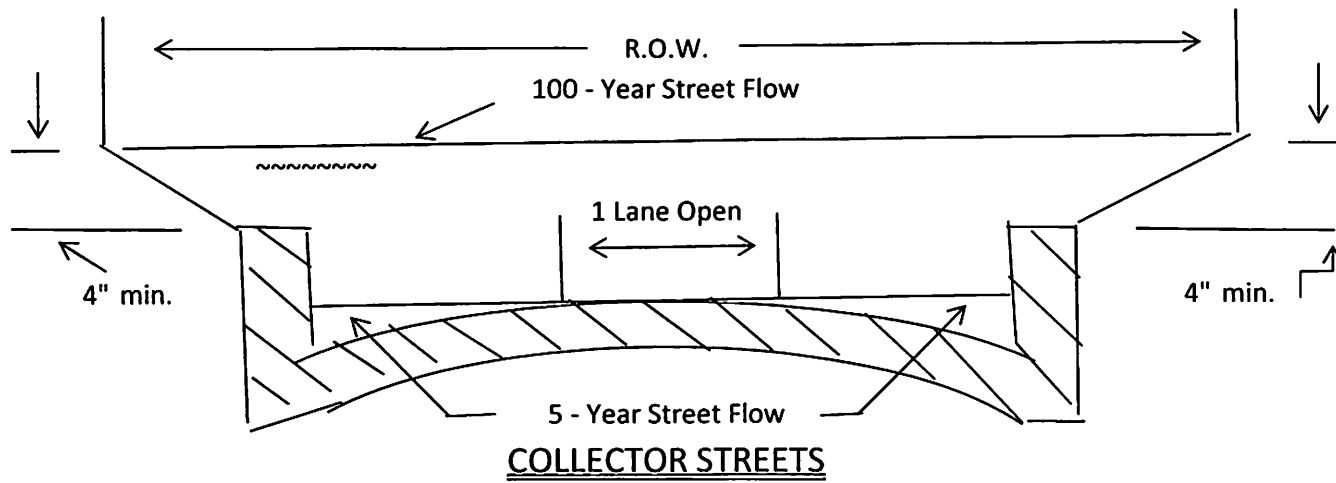 R.O.W.
100 - Year Street Flow
1 Lane Open
4" min.
4" min.
5 - Year Street Flow
COLLECTOR STREETS